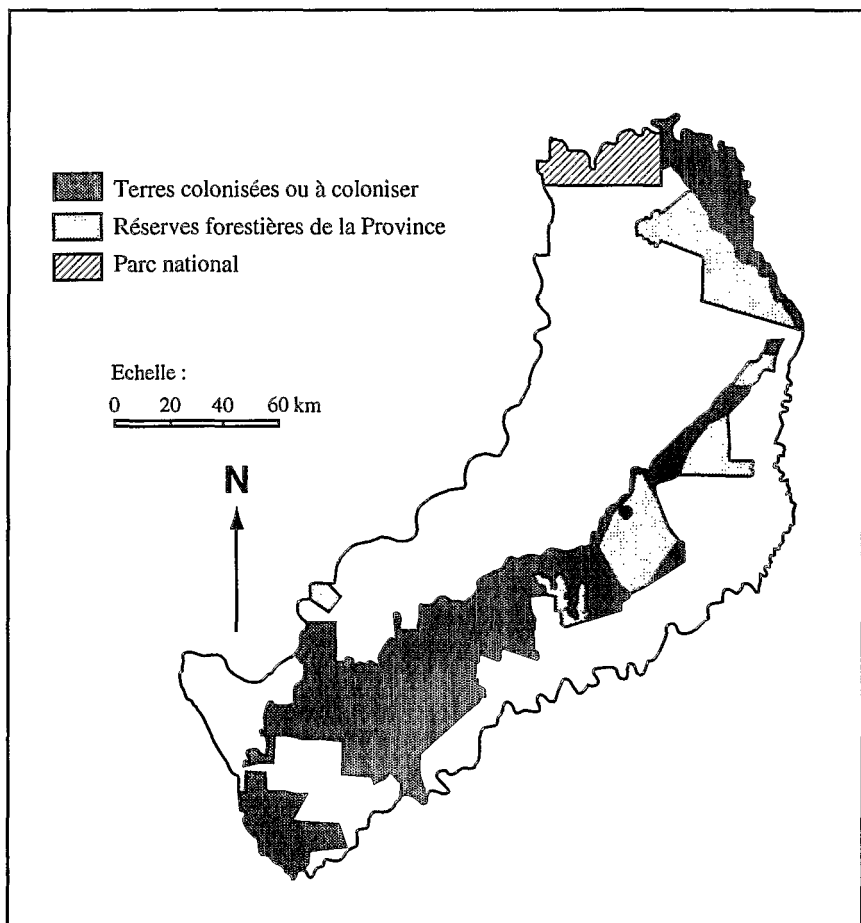 Terres colonisées ou à coloniser
Réserves forestières de la Province
Parc national
Echelle :
0 20 40 60 km
N